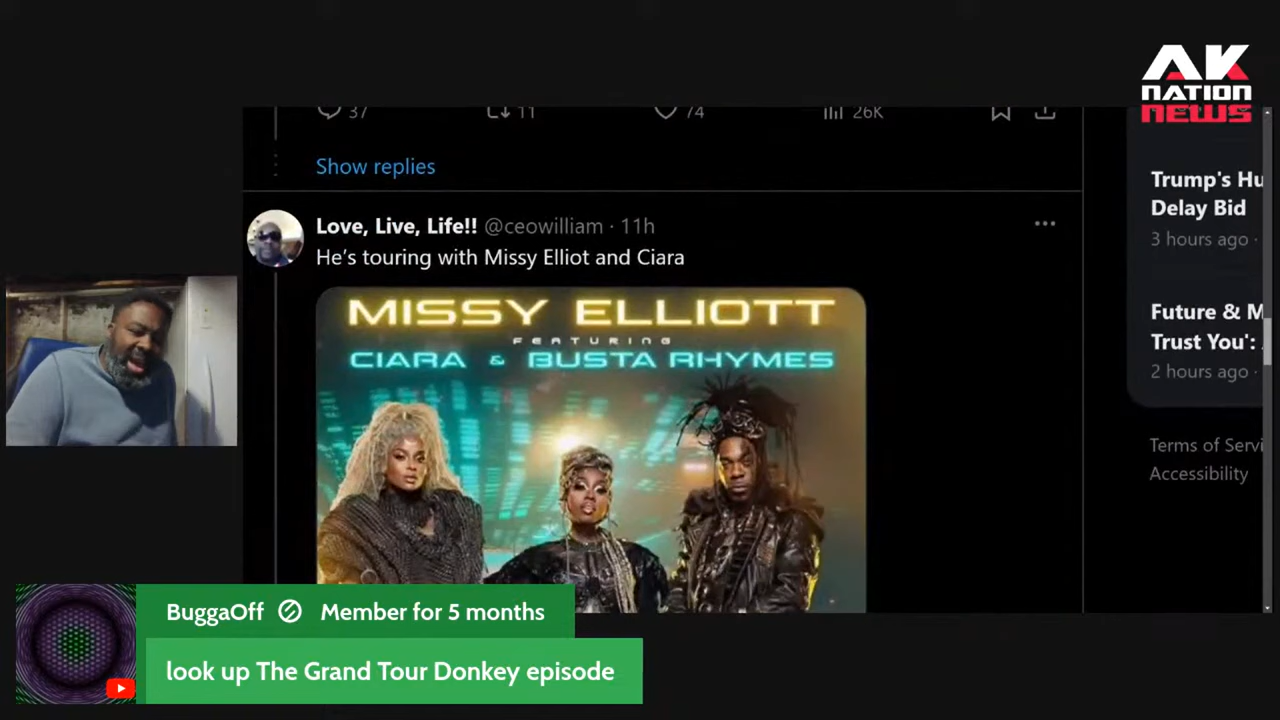 AK
NATION
NEWS
37
11
74
26K
Show replies
Love, Live, Life!! @ceowilliam · 11h
He's touring with Missy Elliot and Ciara
MISSY ELLIOTT
FEATURING
CIARA & BUSTA RHYMES
Trump's Hu
Delay Bid
3 hours ago ·
Future & M
Trust You':
2 hours ago ·
Terms of Servi
Accessibility
BuggaOff Member for 5 months
look up The Grand Tour Donkey episode